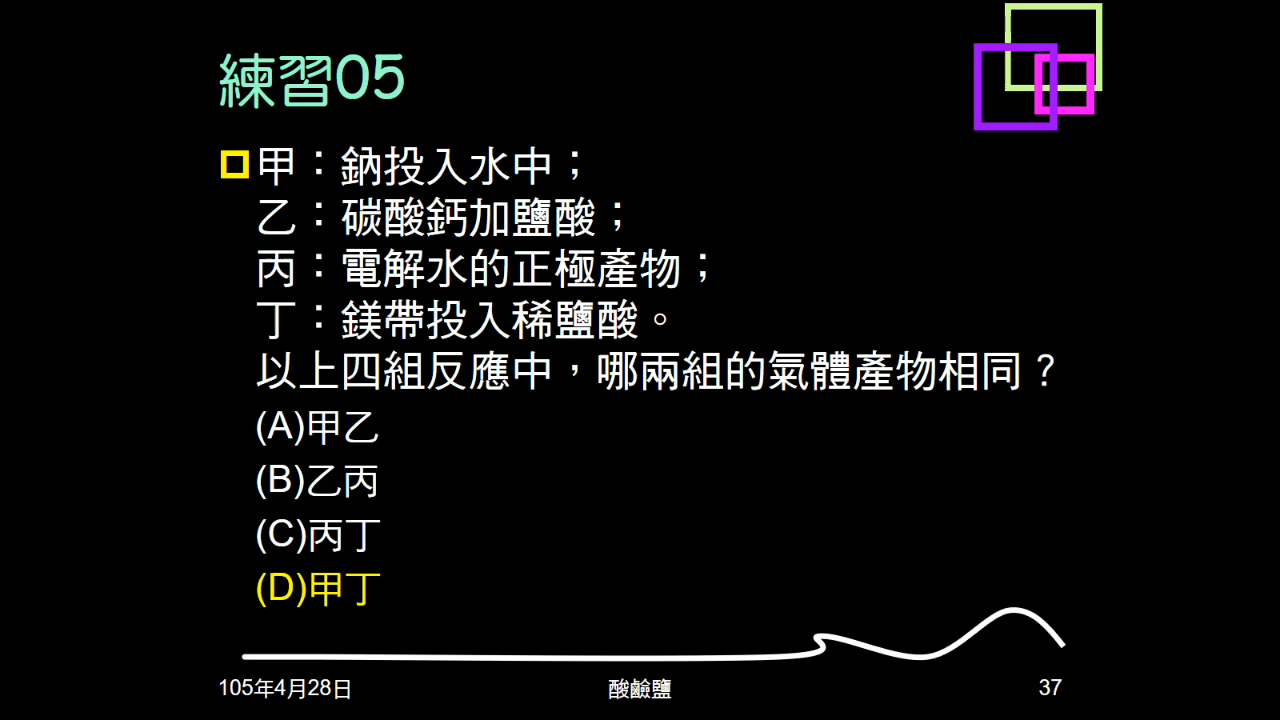 練習05
甲：鈉投入水中；
乙：碳酸鈣加鹽酸；
丙：電解水的正極產物；
丁：鎂帶投入稀鹽酸。
以上四組反應中，哪兩組的氣體產物相同？
(A)甲乙
(B)乙丙
(C)丙丁
(D)甲丁
105年4月28日
酸鹼鹽
37